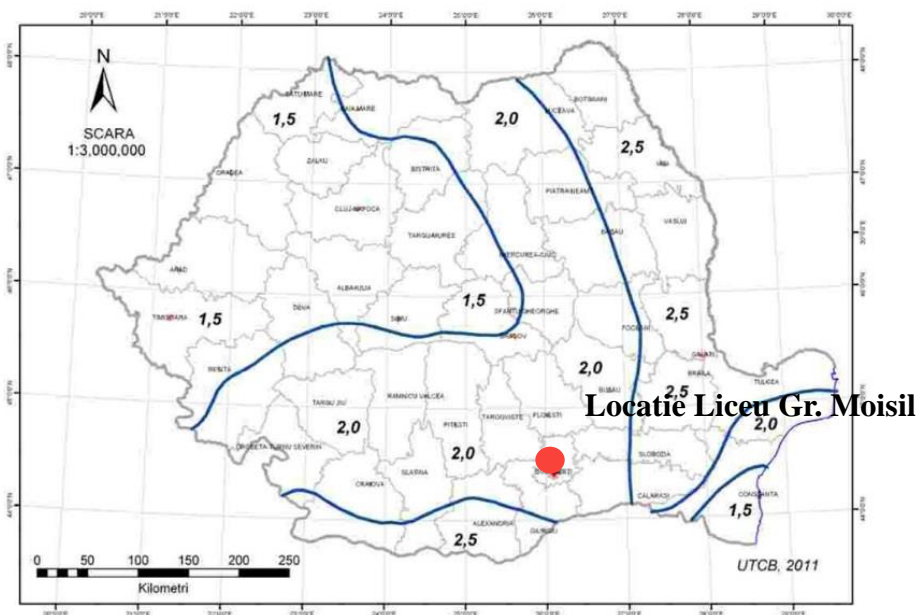 N
SCARA
1:3,000,000
SATU MARE
BAIA MARE
SUCEAVA
BOTOSANI
1,5
2,0
2,5
IASI
ZALAU
ORADEA
BISTRITA
PIATRA NEAMT
CLUJ-NAPOCA
VASLUI
BACAU
TARGU-MURES
MIERCUREA-CIUC
ARAD
ALBA-IULIA
DEVA
TIMISOARA
1,5
SIBIU
1,5
SFANTU GHEORGHE
BRASOV
2,5
FOCSANI
GALATI
RESITA
2,0
BRAILA
TULCEA
BUZAU
2,5
TARGU JIU
RAMNICU VALCEA
Locatie Liceu Gr. Moisil
TARGOVISTE
PLOIESTI
PITESTI
2,0
2,0
DROBETA-TURNU SEVERIN
2,0
SLOBOZIA
SLATINA
CRAIOVA
CALARASI
CONSTANTA
1,5
ALEXANDRIA
GIURGIU
2,5
0 50 100 150 200 250
Kilometri
UTCB, 2011